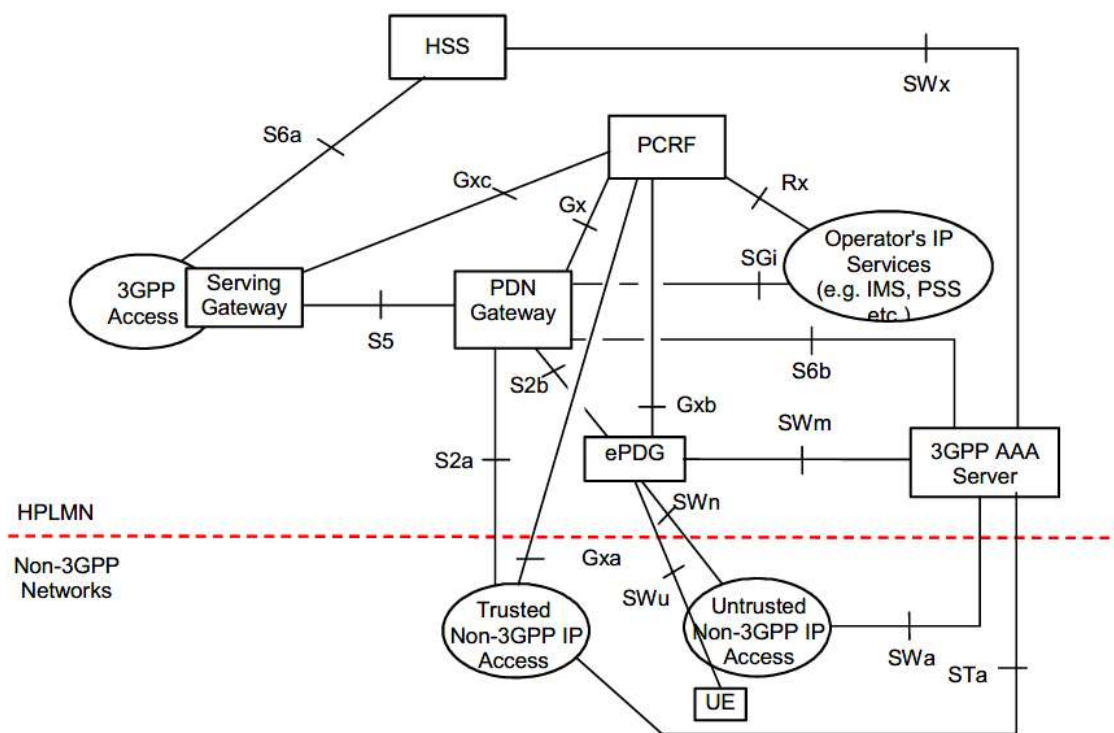 HSS
SWx
S6a
PCRF
Gxc
Rx
Gx
Operator's IP
Services
(e.g. IMS, PSS
etc.)
SGi
3GPP
Access
Serving
Gateway
PDN
Gateway
S5
S6b
S2b
Gxb
SWm
ePDG
3GPP AAA
Server
S2a
SWn
HPLMN
Non-3GPP
Networks
Gxa
SWu
Trusted
Non-3GPP IP
Access
Untrusted
Non-3GPP IP
Access
SWa
STa
UE